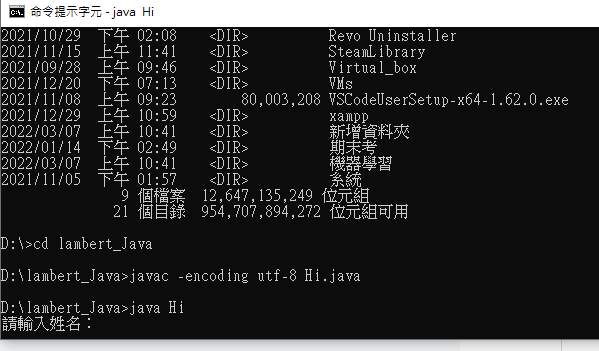 命令提示字元 - java Hi
2021/10/29 下午 02:08 <DIR> Revo Uninstaller
2021/11/15 上午 11:41 <DIR> SteamLibrary
2021/09/28 上午 09:46 <DIR> Virtual_box
2021/12/20 下午 07:13 <DIR> VMs
2021/11/08 上午 09:23 80,003,208 VSCodeUserSetup-x64-1.62.0.exe
2021/12/29 上午 10:59 <DIR> xampp
2022/03/07 上午 10:41 <DIR> 新增資料夾
2022/01/14 下午 02:49 <DIR> 期末考
2022/03/07 上午 10:41 <DIR> 機器學習
2021/11/05 下午 01:57 <DIR> 系統
9 個檔案 12,647,135,249 位元組
21 個目錄 954,707,894,272 位元組可用
D:\>cd lambert_Java
D:\lambert_Java>javac -encoding utf-8 Hi.java
D:\lambert_Java>java Hi
請輸入姓名：